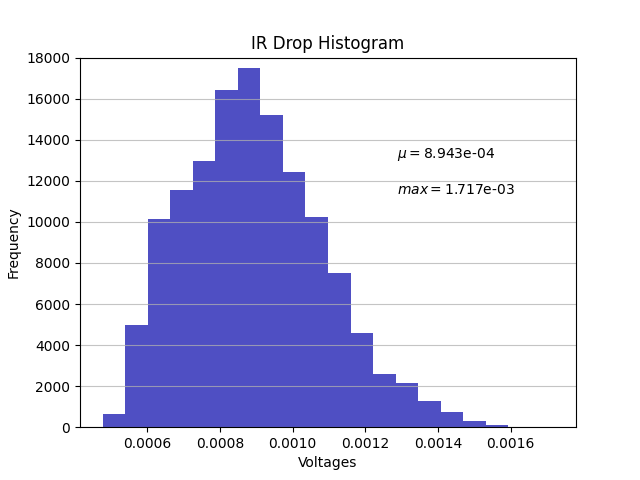 IR Drop Histogram
18000
16000
14000
12000
10000
8000
6000
4000
2000
0
Frequency
μ = 8.943e-04
max = 1.717e-03
0.0006 0.0008 0.0010 0.0012 0.0014 0.0016
Voltages